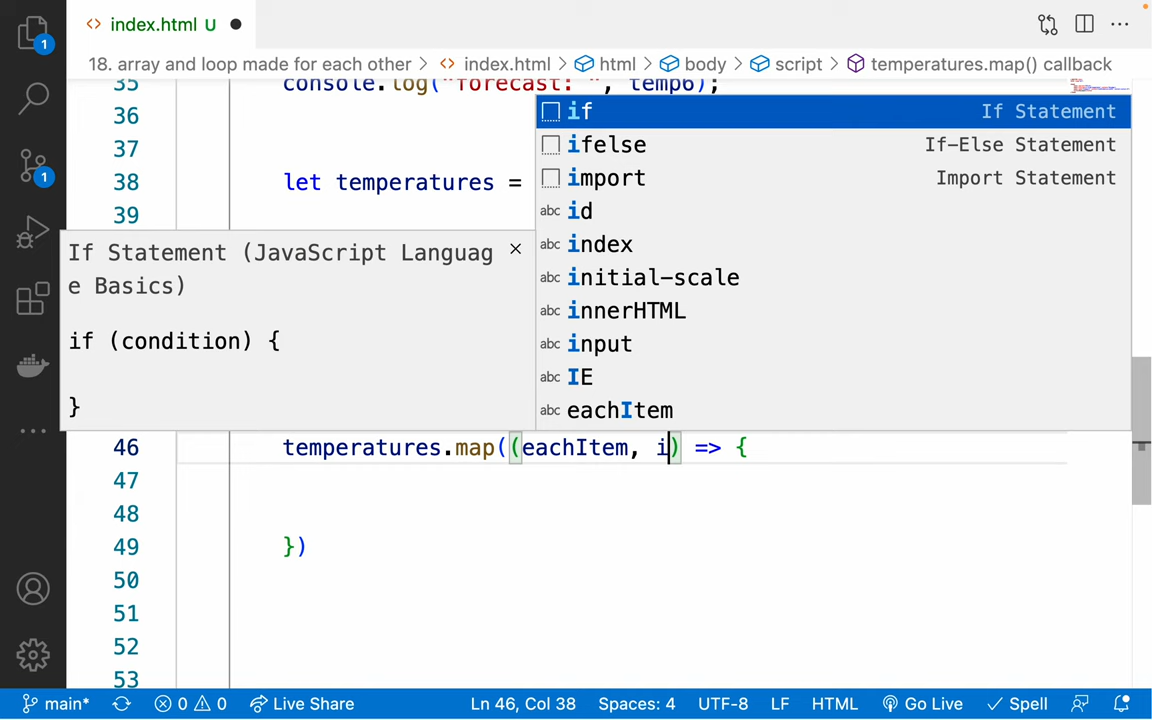 index.html U
18. array and loop made for each other > <> index.html > html > body > script > temperatures.map() callback
35 console.log("forecast: ", temp6);
36
37
38 let temperatures =
39
if If Statement
ifelse If-Else Statement
import Import Statement
abc id
abc index
abc initial-scale
abc innerHTML
abc input
abc IE
abc eachItem
If Statement (JavaScript Languag
e Basics)
if (condition) {
}
46 temperatures.map((eachItem, i) => {
47
48
49 })
50
51
52
53
1
1
main* 0 0 Live Share Ln 46, Col 38 Spaces: 4 UTF-8 LF HTML Go Live Spell